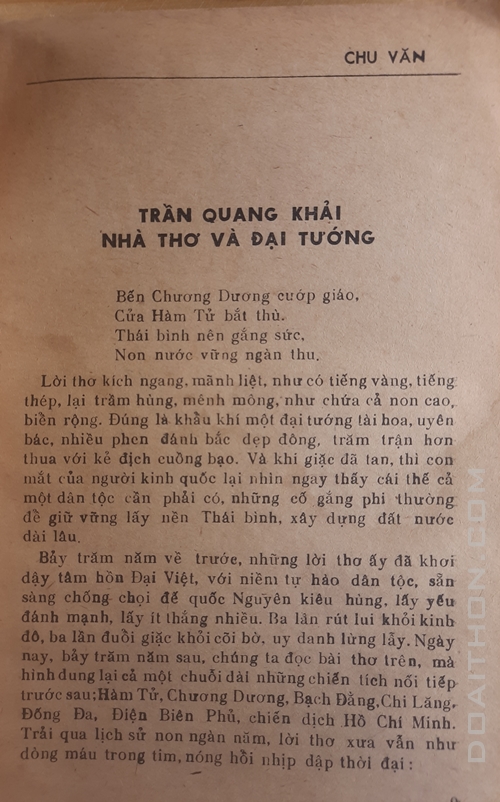 CHU VĂN
TRẦN QUANG KHẢI
NHÀ THƠ VÀ ĐẠI TƯỚNG
Bến Chương Dương cướp giáo,
Cửa Hàm Tử bắt thù.
Thái bình nên gắng sức,
Non nước vững ngàn thu.
Lời thơ kích ngang, mãnh liệt, như có tiếng vàng, tiếng
thép, lại trăm hùng, mênh mông, như chứa cả non cao,
biển rộng. Đúng là khẩu khí một đại tướng tài hoa, uyên
bác, nhiều phen đánh bắc dẹp đông, trăm trận hơn
thua với kẻ địch cuồng bạo. Và khi giặc đã tan, thì con
mắt của người kinh quốc lại nhìn ngay thấy cái thế cả
một dân tộc cần phải có, những cố gắng phi thường
để giữ vững lấy nền Thái bình, xây dựng đất nước
dài lâu.
Bảy trăm năm về trước, những lời thơ ấy đã khơi
dậy tâm hồn Đại Việt, với niềm tự hào dân tộc, sẵn
sàng chống chọi đế quốc Nguyên kiêu hùng, lấy yếu
đánh mạnh, lấy ít thắng nhiều. Ba lần rút lui khỏi kinh
đô, ba lần đuổi giặc khỏi cõi bờ, uy danh lừng lẫy. Ngày
nay, bảy trăm năm sau, chúng ta đọc bài thơ trên, mà
hình dung lại cả một chuỗi dài những chiến tích nối tiếp
trước sau: Hàm Tử, Chương Dương, Bạch Đằng, Chi Lăng,
Đống Đa, Điện Biên Phủ, chiến dịch Hồ Chí Minh.
Trải qua lịch sử non ngàn năm, lời thơ xưa vẫn như
dòng máu trong tim, nóng hổi nhịp đập thời đại :
DOAITHON.COM